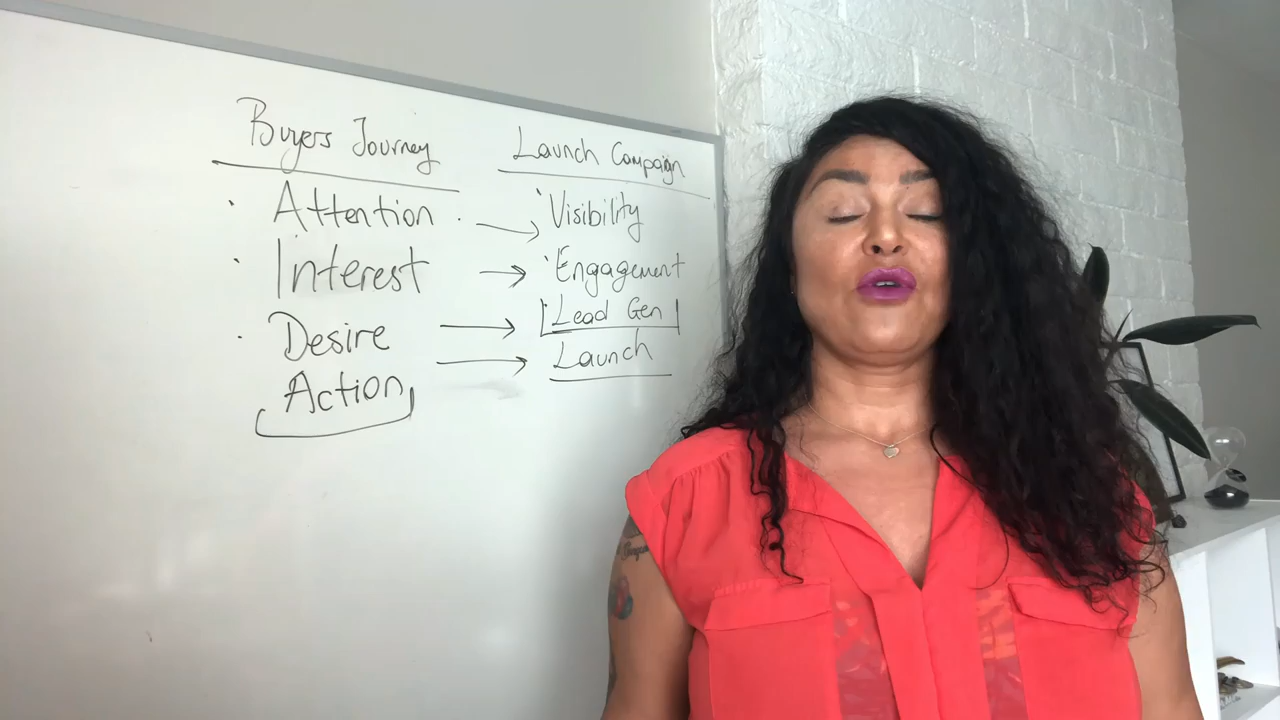 Buyers Journey
Attention
Interest
Desire
Action
Launch Campaign
Visibility
Engagement
Lead Gen
Launch